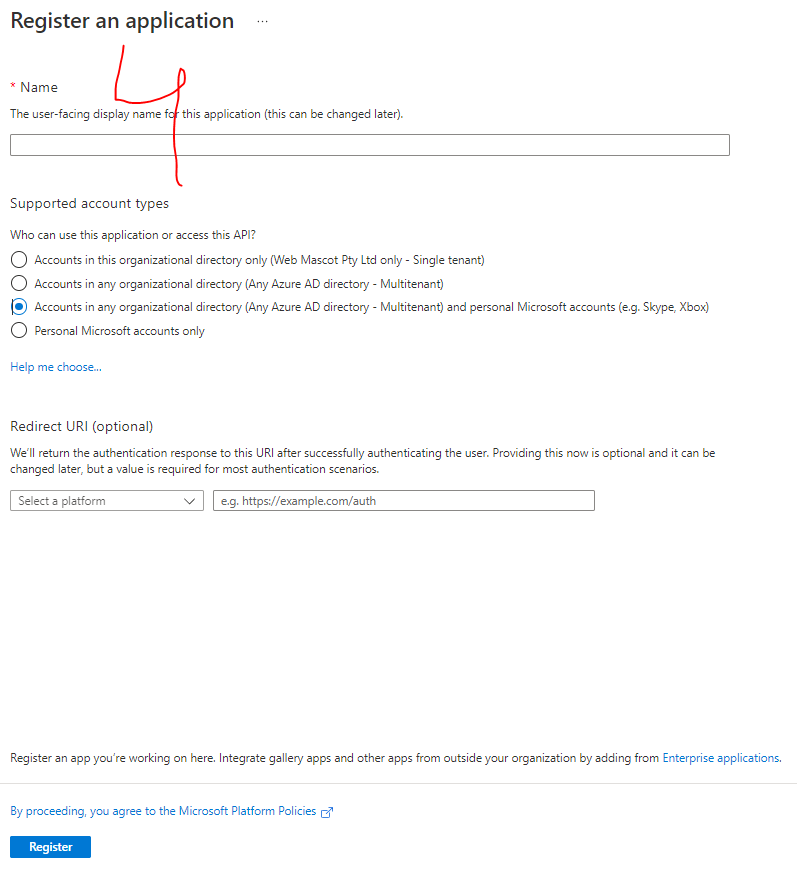 Register an application ...
4
* Name
The user-facing display name for this application (this can be changed later).
Supported account types
Who can use this application or access this API?
Accounts in this organizational directory only (Web Mascot Pty Ltd only - Single tenant)
Accounts in any organizational directory (Any Azure AD directory - Multitenant)
Accounts in any organizational directory (Any Azure AD directory - Multitenant) and personal Microsoft accounts (e.g. Skype, Xbox)
Personal Microsoft accounts only
Help me choose...
Redirect URI (optional)
We'll return the authentication response to this URI after successfully authenticating the user. Providing this now is optional and it can be
changed later, but a value is required for most authentication scenarios.
Select a platform
e.g. https://example.com/auth
Register an app you're working on here. Integrate gallery apps and other apps from outside your organization by adding from Enterprise applications.
By proceeding, you agree to the Microsoft Platform Policies
Register